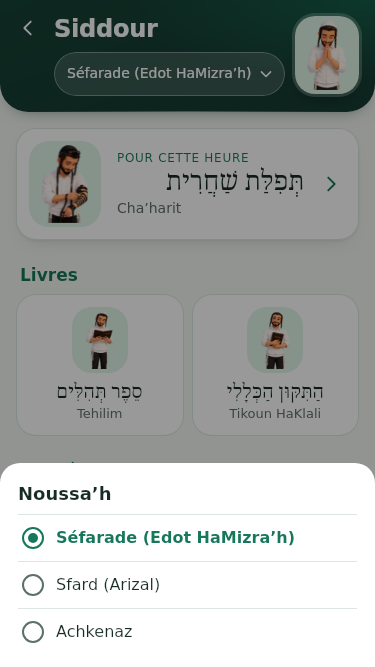 Siddour
Séfarade (Edot HaMizra’h)
POUR CETTE HEURE
תְּפִלַּת שַׁחֲרִית
Cha’harit
Livres
סֵפֶר תְּהִלִּים
Tehilim
הַתִּקּוּן הַכְּלָלִי
Tikoun HaKlali
Noussa’h
Séfarade (Edot HaMizra’h)
Sfard (Arizal)
Achkenaz